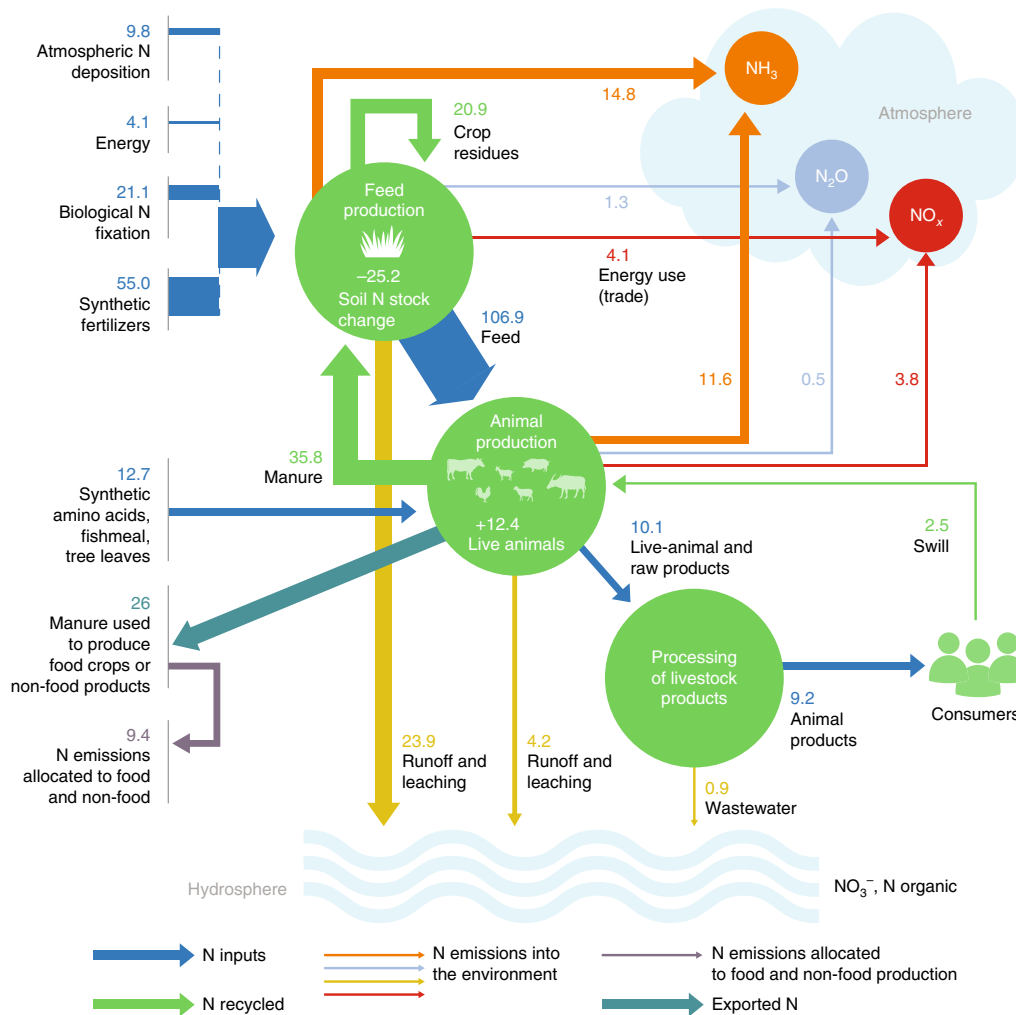 9.8
Atmospheric N
deposition
4.1
Energy
21.1
Biological N
fixation
55.0
Synthetic
fertilizers
14.8
NH₃
Atmosphere
20.9
Crop
residues
N₂O
1.3
NOₓ
Feed
production
–25.2
Soil N stock
change
4.1
Energy use
(trade)
106.9
Feed
11.6
0.5
3.8
Animal
production
+12.4
Live animals
35.8
Manure
12.7
Synthetic
amino acids,
fishmeal,
tree leaves
10.1
Live-animal and
raw products
2.5
Swill
26
Manure used
to produce
food crops or
non-food products
Processing
of livestock
products
9.2
Animal
products
Consumers
9.4
N emissions
allocated to food
and non-food
23.9
Runoff and
leaching
4.2
Runoff and
leaching
0.9
Wastewater
Hydrosphere
NO₃⁻, N organic
N inputs
N emissions into
the environment
N emissions allocated
to food and non-food production
N recycled
Exported N